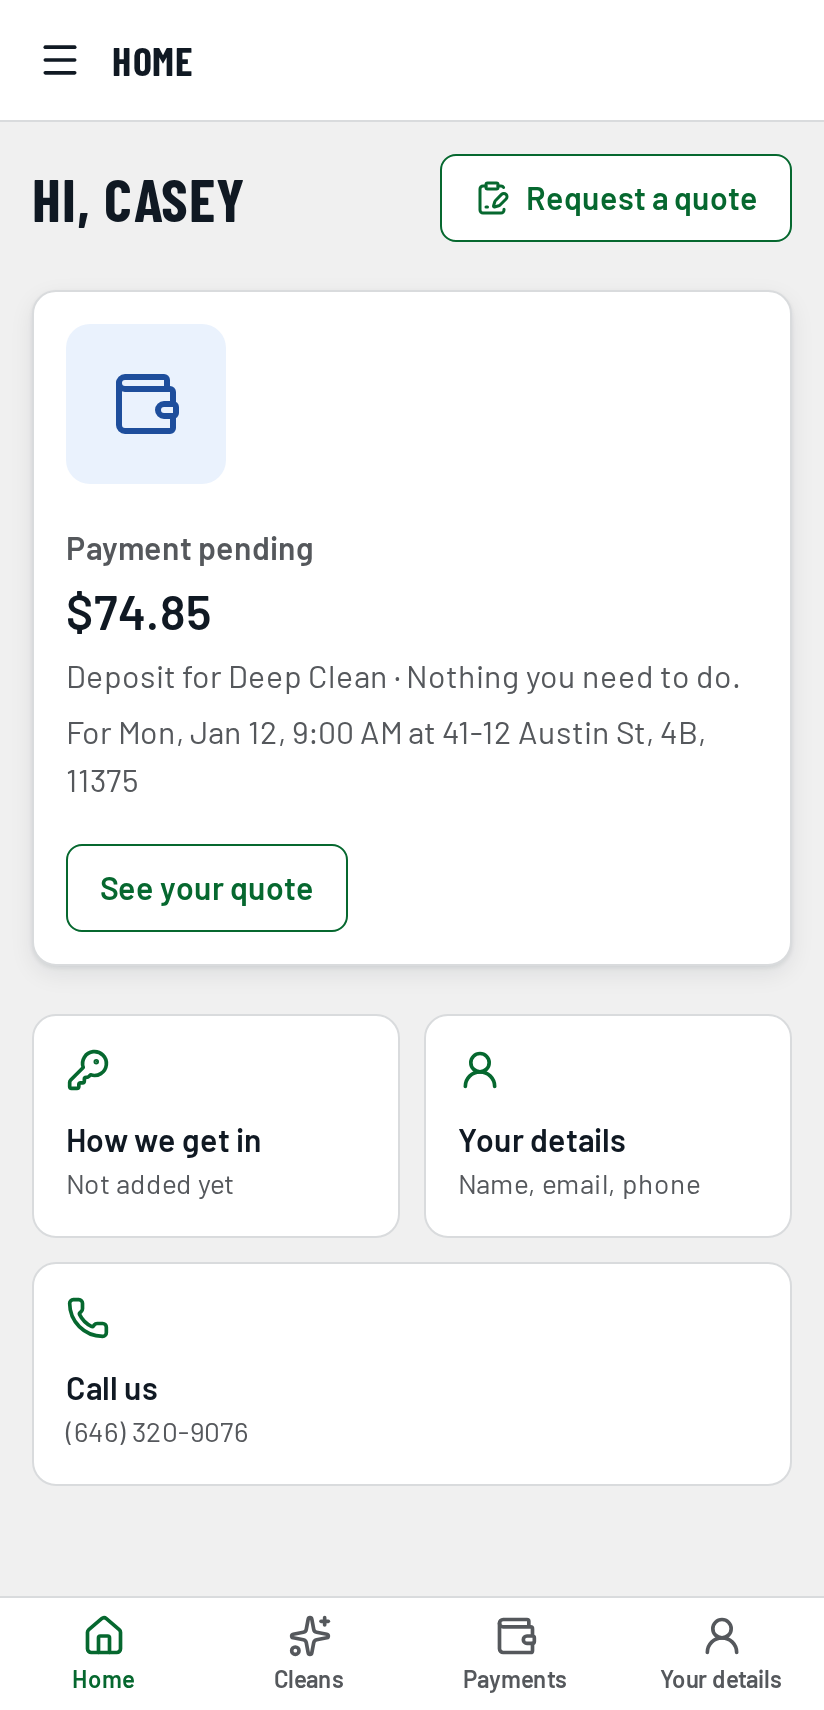 HOME
HI, CASEY
Request a quote
Payment pending
$74.85
Deposit for Deep Clean · Nothing you need to do.
For Mon, Jan 12, 9:00 AM at 41-12 Austin St, 4B,
11375
See your quote
How we get in
Not added yet
Your details
Name, email, phone
Call us
(646) 320-9076
Home
Cleans
Payments
Your details